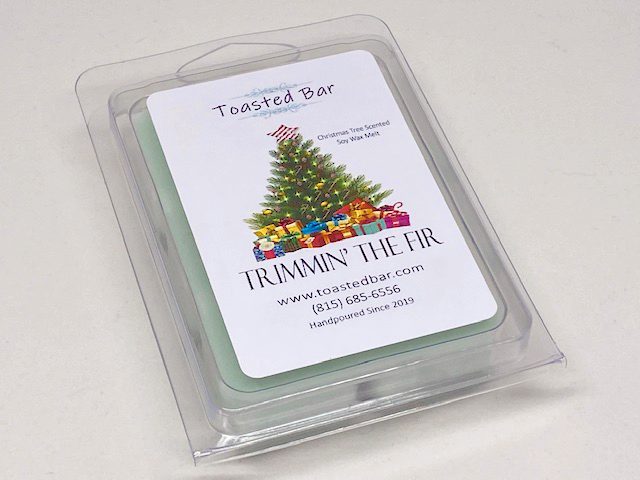 Toasted Bar
Christmas Tree Scented
Soy Wax Melt
TRIMMIN' THE FIR
www.toastedbar.com
(815) 685-6556
Handpoured Since 2019